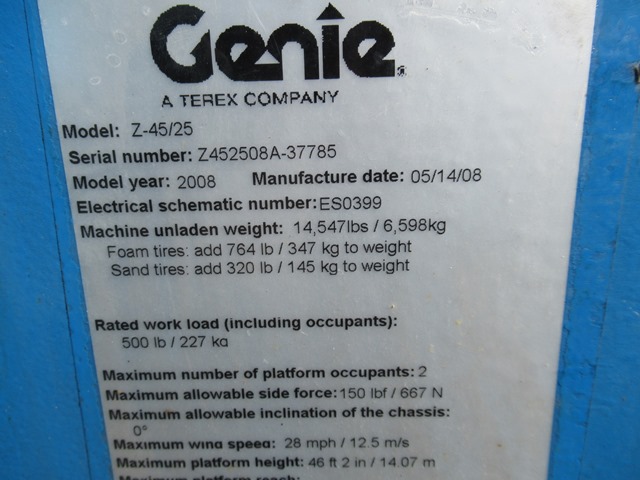 Genie
A TEREX COMPANY
Model: Z-45/25
Serial number: Z452508A-37785
Model year: 2008 Manufacture date: 05/14/08
Electrical schematic number: ES0399
Machine unladen weight: 14,547lbs / 6,598kg
Foam tires: add 764 lb / 347 kg to weight
Sand tires: add 320 lb / 145 kg to weight
Rated work load (including occupants):
500 lb / 227 kg
Maximum number of platform occupants: 2
Maximum allowable side force: 150 lbf / 667 N
Maximum allowable inclination of the chassis:
0°
Maximum wind speed: 28 mph / 12.5 m/s
Maximum platform height: 46 ft 2 in / 14.07 m
Maximum platform reach: